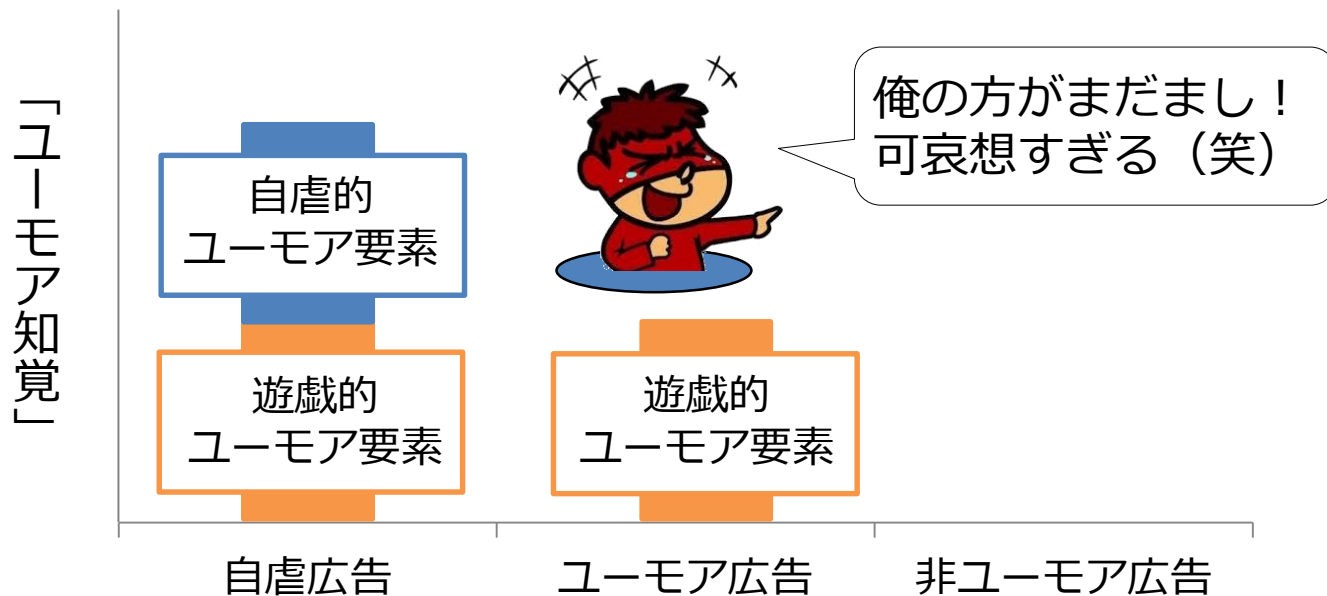 「ユーモア知覚」
俺の方がまだまし！
可哀想すぎる（笑）
自虐的
ユーモア要素
遊戯的
ユーモア要素
遊戯的
ユーモア要素
自虐広告
ユーモア広告
非ユーモア広告